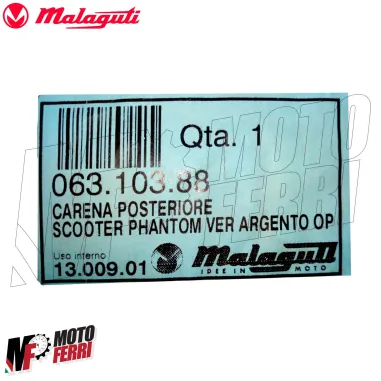 Malaguti
Qta. 1
063.103.88
CARENA POSTERIORE
SCOOTER PHANTOM VER ARGENTO OP
Uso interno
13.009.01
Malaguti
IDEE IN MOTO
MOTO FERRI
MF MOTO
FERRI